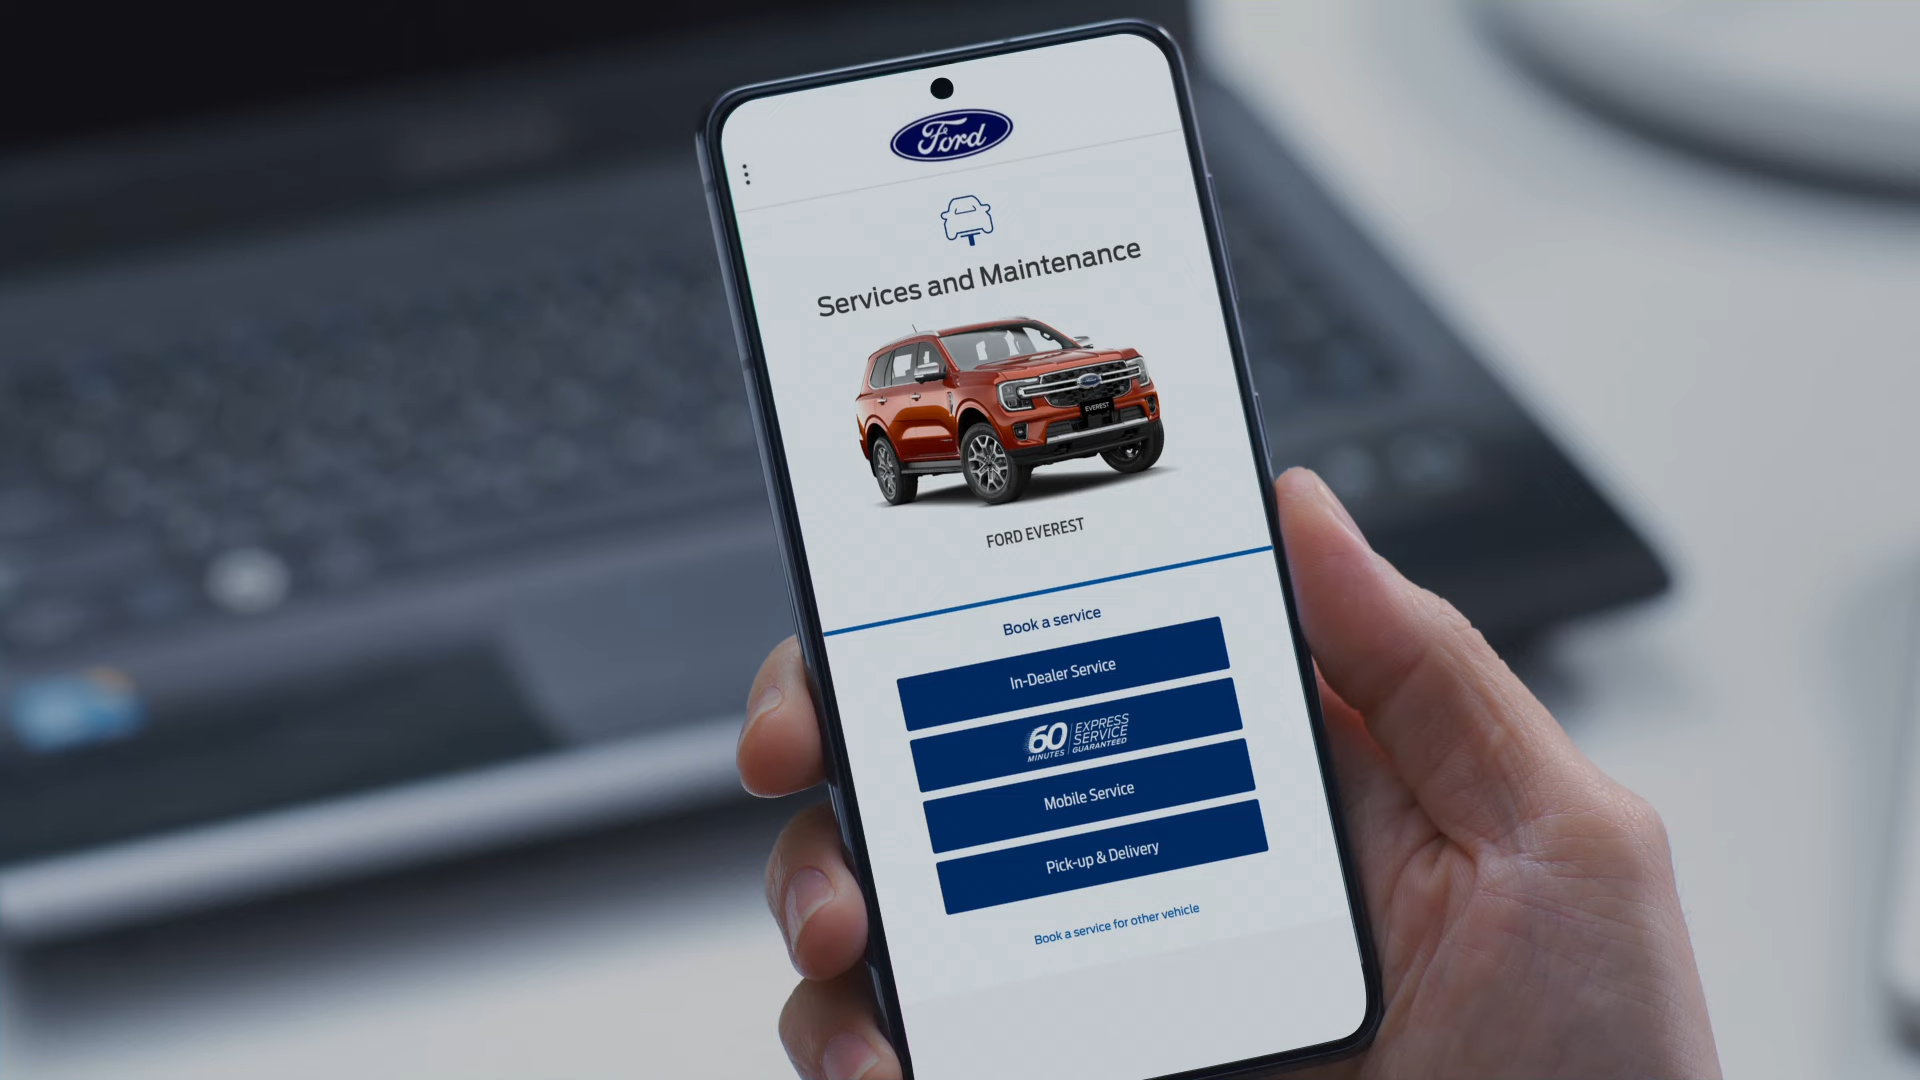 Ford
Services and Maintenance
EVEREST
FORD EVEREST
Book a service
In-Dealer Service
60 MINUTES EXPRESS SERVICE GUARANTEED
Mobile Service
Pick-up & Delivery
Book a service for other vehicle